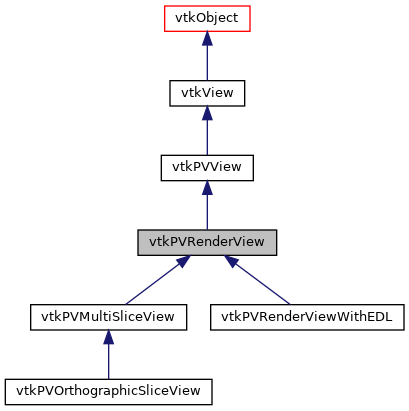 vtkObject
vtkView
vtkPVView
vtkPVRenderView
vtkPVMultiSliceView
vtkPVRenderViewWithEDL
vtkPVOrthographicSliceView